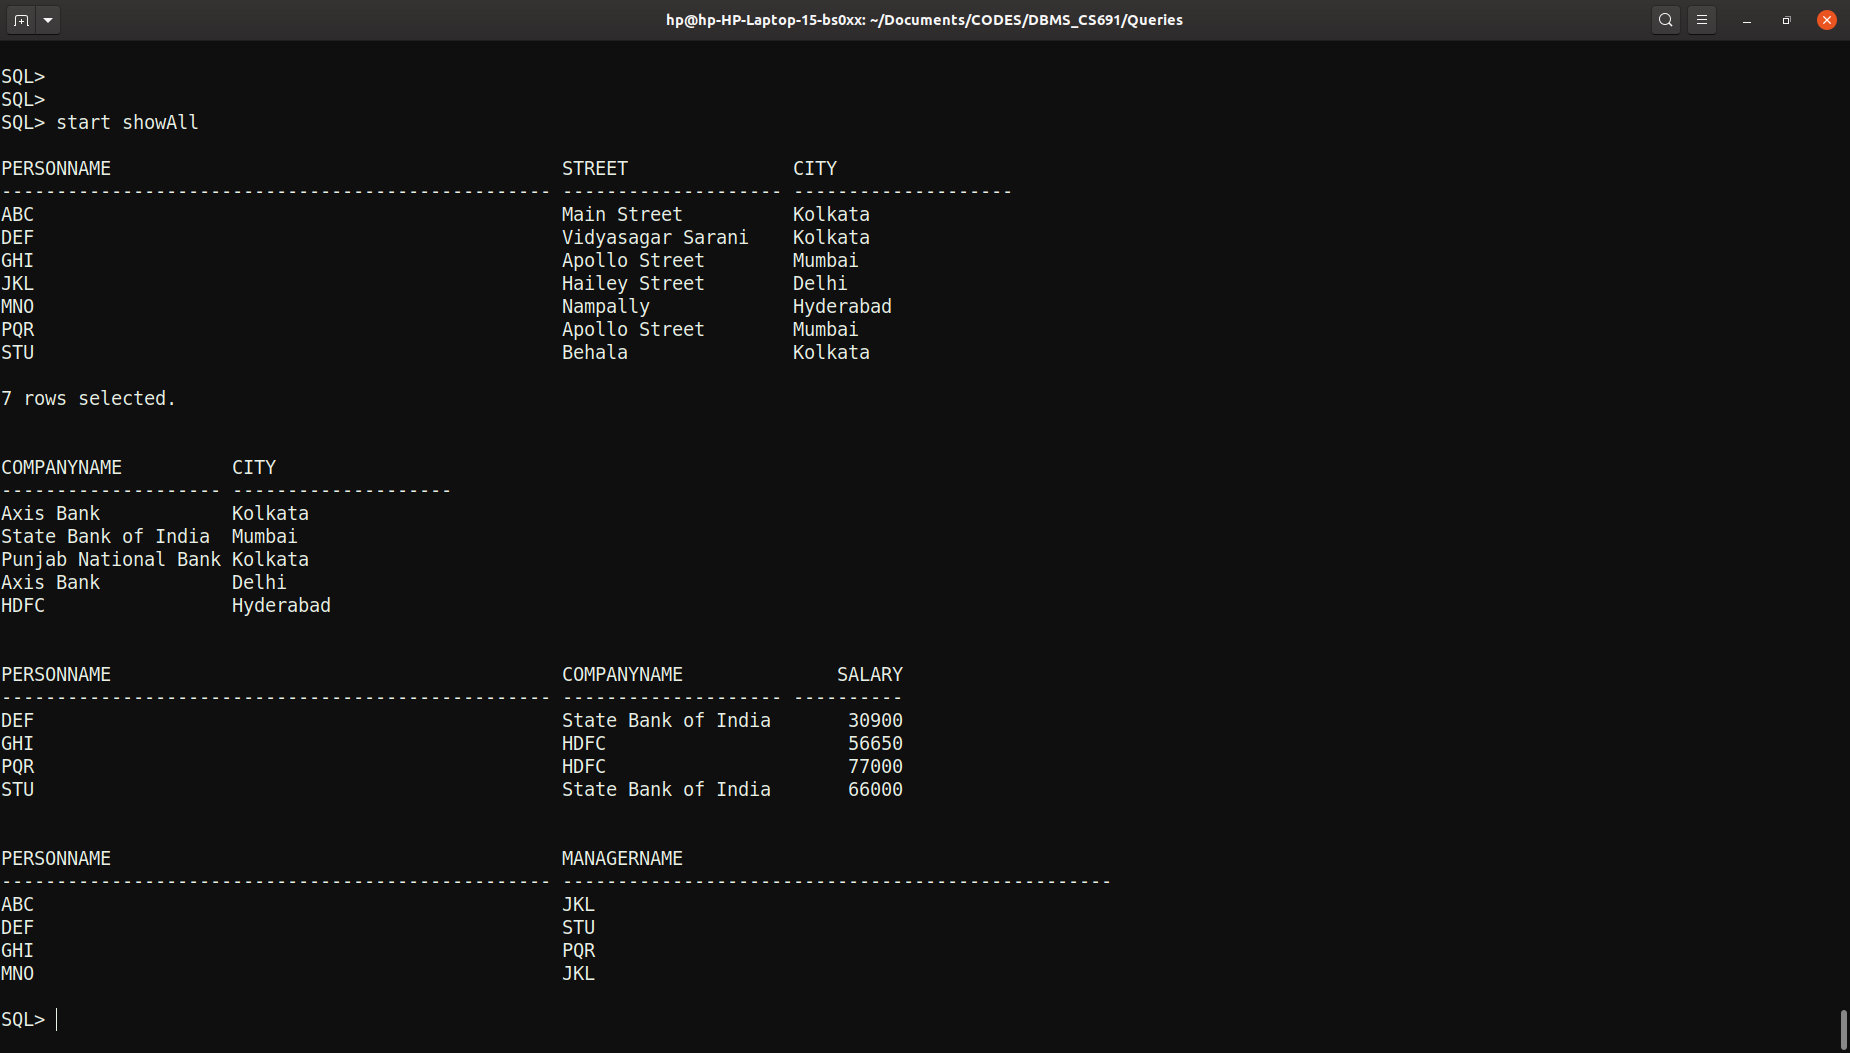 hp@hp-HP-Laptop-15-bs0xx: ~/Documents/CODES/DBMS_CS691/Queries
SQL>
SQL>
SQL> start showAll
PERSONNAME                                         STREET               CITY
-------------------------------------------------- -------------------- --------------------
ABC                                                Main Street          Kolkata
DEF                                                Vidyasagar Sarani    Kolkata
GHI                                                Apollo Street        Mumbai
JKL                                                Hailey Street        Delhi
MNO                                                Nampally             Hyderabad
PQR                                                Apollo Street        Mumbai
STU                                                Behala               Kolkata
7 rows selected.
COMPANYNAME          CITY
-------------------- --------------------
Axis Bank            Kolkata
State Bank of India  Mumbai
Punjab National Bank Kolkata
Axis Bank            Delhi
HDFC                 Hyderabad
PERSONNAME                                         COMPANYNAME              SALARY
-------------------------------------------------- -------------------- ----------
DEF                                                State Bank of India       30900
GHI                                                HDFC                      56650
PQR                                                HDFC                      77000
STU                                                State Bank of India       66000
PERSONNAME                                         MANAGERNAME
-------------------------------------------------- --------------------------------------------------
ABC                                                JKL
DEF                                                STU
GHI                                                PQR
MNO                                                JKL
SQL>